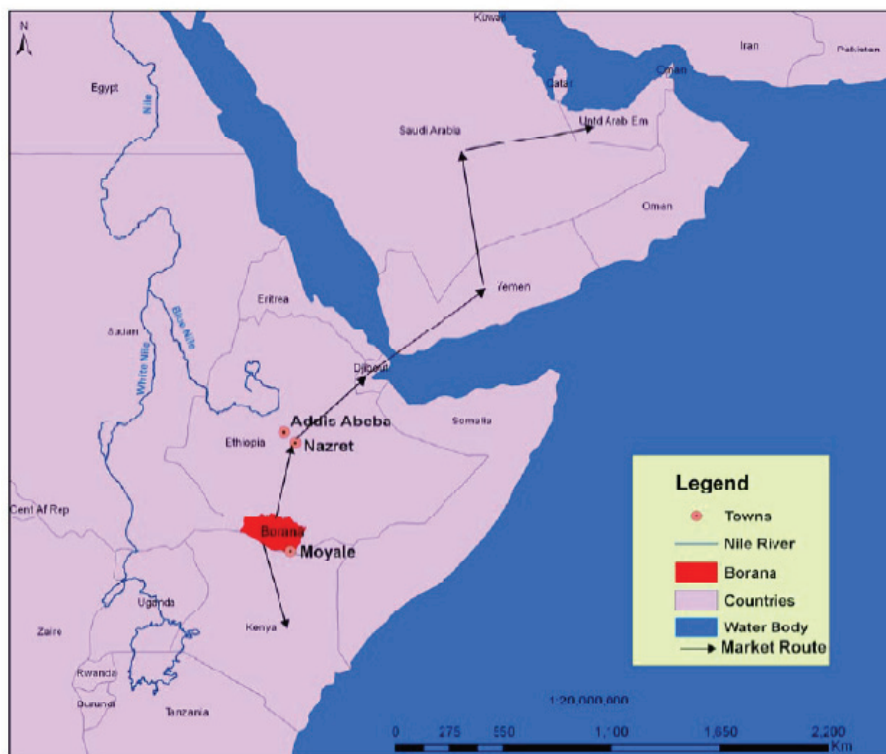 N
Kuwait
Iran
Pakistan
Egypt
Nile
Qatar
Oman
Saudi Arabia
Untd Arab Em
Oman
Yemen
Eritrea
Sudan
Blue Nile
White Nile
Djibouti
Addis Abeba
Nazret
Ethiopia
Somalia
Cent Af Rep
Borana
Moyale
Uganda
Kenya
Zaire
Rwanda
Burundi
Tanzania
Legend
Towns
Nile River
Borana
Countries
Water Body
Market Route
1:20,000,000
0 275 550 1,100 1,650 2,200
Km